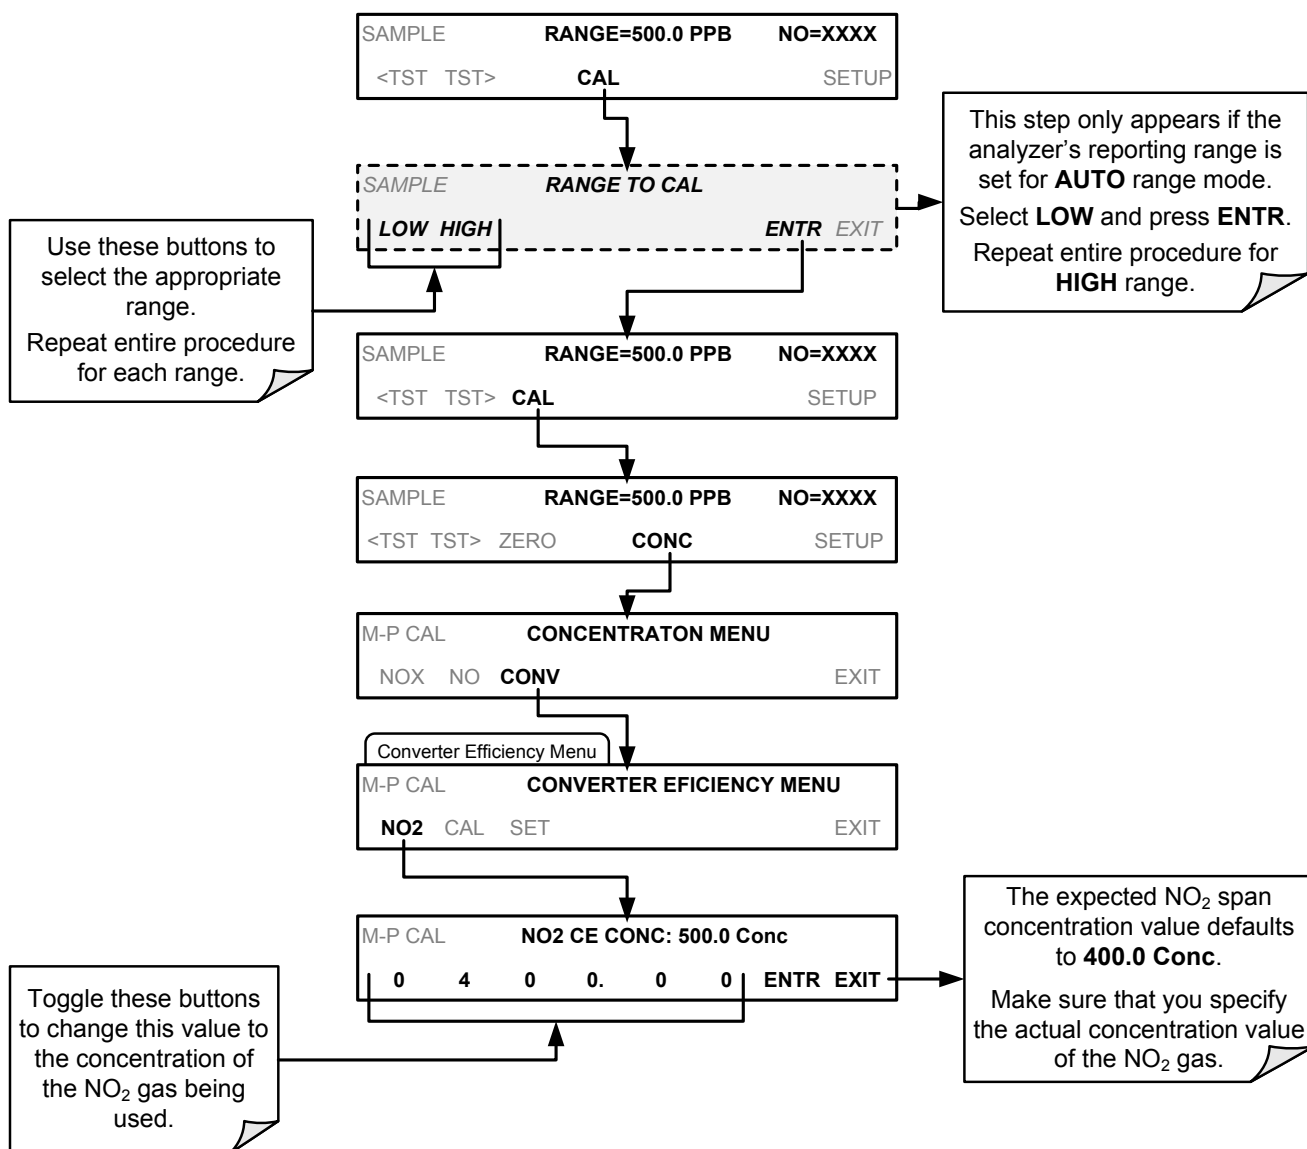 SAMPLE RANGE=500.0 PPB NO=XXXX
<TST TST> CAL SETUP
This step only appears if the
analyzer's reporting range is
set for AUTO range mode.
Select LOW and press ENTR.
Repeat entire procedure for
HIGH range.
SAMPLE RANGE TO CAL
LOW HIGH ENTR EXIT
Use these buttons to
select the appropriate
range.
Repeat entire procedure
for each range.
SAMPLE RANGE=500.0 PPB NO=XXXX
<TST TST> CAL SETUP
SAMPLE RANGE=500.0 PPB NO=XXXX
<TST TST> ZERO CONC SETUP
M-P CAL CONCENTRATON MENU
NOX NO CONV EXIT
Converter Efficiency Menu
M-P CAL CONVERTER EFICIENCY MENU
NO2 CAL SET EXIT
M-P CAL NO2 CE CONC: 500.0 Conc
0 4 0 0. 0 0 ENTR EXIT
The expected NO₂ span
concentration value defaults
to 400.0 Conc.
Make sure that you specify
the actual concentration value
of the NO₂ gas.
Toggle these buttons
to change this value to
the concentration of
the NO₂ gas being
used.